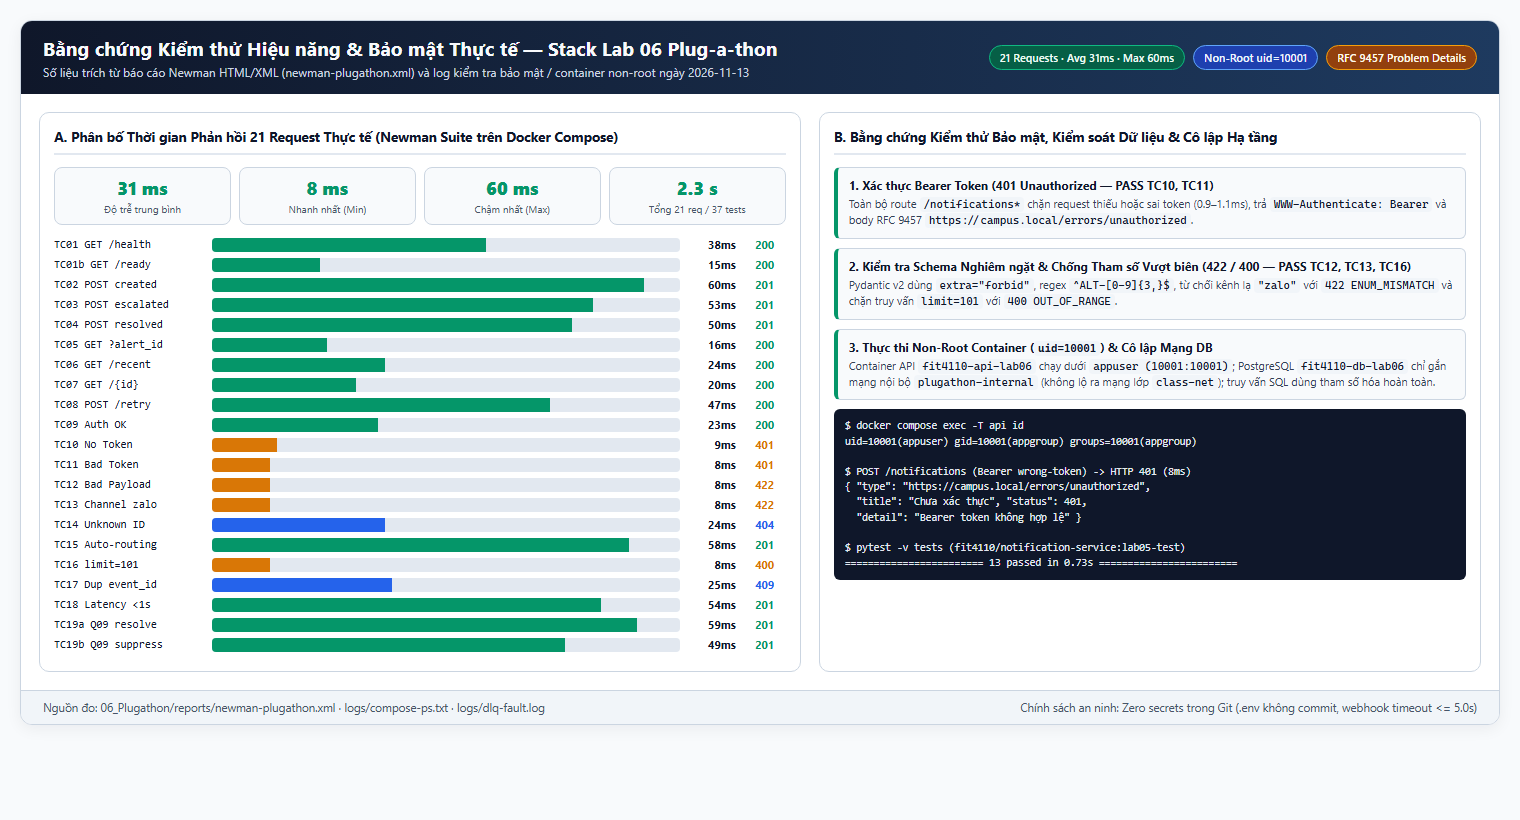 Bằng chứng Kiểm thử Hiệu năng & Bảo mật Thực tế — Stack Lab 06 Plug-a-thon
Số liệu trích từ báo cáo Newman HTML/XML (newman-plugathon.xml) và log kiểm tra bảo mật / container non-root ngày 2026-11-13
21 Requests · Avg 31ms · Max 60ms
Non-Root uid=10001
RFC 9457 Problem Details
A. Phân bố Thời gian Phản hồi 21 Request Thực tế (Newman Suite trên Docker Compose)
31 ms
Độ trễ trung bình
8 ms
Nhanh nhất (Min)
60 ms
Chậm nhất (Max)
2.3 s
Tổng 21 req / 37 tests
TC01 GET /health 38ms 200
TC01b GET /ready 15ms 200
TC02 POST created 60ms 201
TC03 POST escalated 53ms 201
TC04 POST resolved 50ms 201
TC05 GET ?alert_id 16ms 200
TC06 GET /recent 24ms 200
TC07 GET /{id} 20ms 200
TC08 POST /retry 47ms 200
TC09 Auth OK 23ms 200
TC10 No Token 9ms 401
TC11 Bad Token 8ms 401
TC12 Bad Payload 8ms 422
TC13 Channel zalo 8ms 422
TC14 Unknown ID 24ms 404
TC15 Auto-routing 58ms 201
TC16 limit=101 8ms 400
TC17 Dup event_id 25ms 409
TC18 Latency <1s 54ms 201
TC19a Q09 resolve 59ms 201
TC19b Q09 suppress 49ms 201
B. Bằng chứng Kiểm thử Bảo mật, Kiểm soát Dữ liệu & Cô lập Hạ tầng
1. Xác thực Bearer Token (401 Unauthorized — PASS TC10, TC11)
Toàn bộ route /notifications* chặn request thiếu hoặc sai token (0.9–1.1ms), trả WWW-Authenticate: Bearer và
body RFC 9457 https://campus.local/errors/unauthorized .
2. Kiểm tra Schema Nghiêm ngặt & Chống Tham số Vượt biên (422 / 400 — PASS TC12, TC13, TC16)
Pydantic v2 dùng extra="forbid" , regex ^ALT-[0-9]{3,}$ , từ chối kênh lạ "zalo" với 422 ENUM_MISMATCH và
chặn truy vấn limit=101 với 400 OUT_OF_RANGE .
3. Thực thi Non-Root Container ( uid=10001 ) & Cô lập Mạng DB
Container API fit4110-api-lab06 chạy dưới appuser (10001:10001) ; PostgreSQL fit4110-db-lab06 chỉ gắn
mạng nội bộ plugathon-internal (không lộ ra mạng lớp class-net ); truy vấn SQL dùng tham số hóa hoàn toàn.
$ docker compose exec -T api id
uid=10001(appuser) gid=10001(appgroup) groups=10001(appgroup)
$ POST /notifications (Bearer wrong-token) -> HTTP 401 (8ms)
{ "type": "https://campus.local/errors/unauthorized",
"title": "Chưa xác thực", "status": 401,
"detail": "Bearer token không hợp lệ" }
$ pytest -v tests (fit4110/notification-service:lab05-test)
======================= 13 passed in 0.73s =======================
Nguồn đo: 06_Plugathon/reports/newman-plugathon.xml · logs/compose-ps.txt · logs/dlq-fault.log
Chính sách an ninh: Zero secrets trong Git (.env không commit, webhook timeout <= 5.0s)